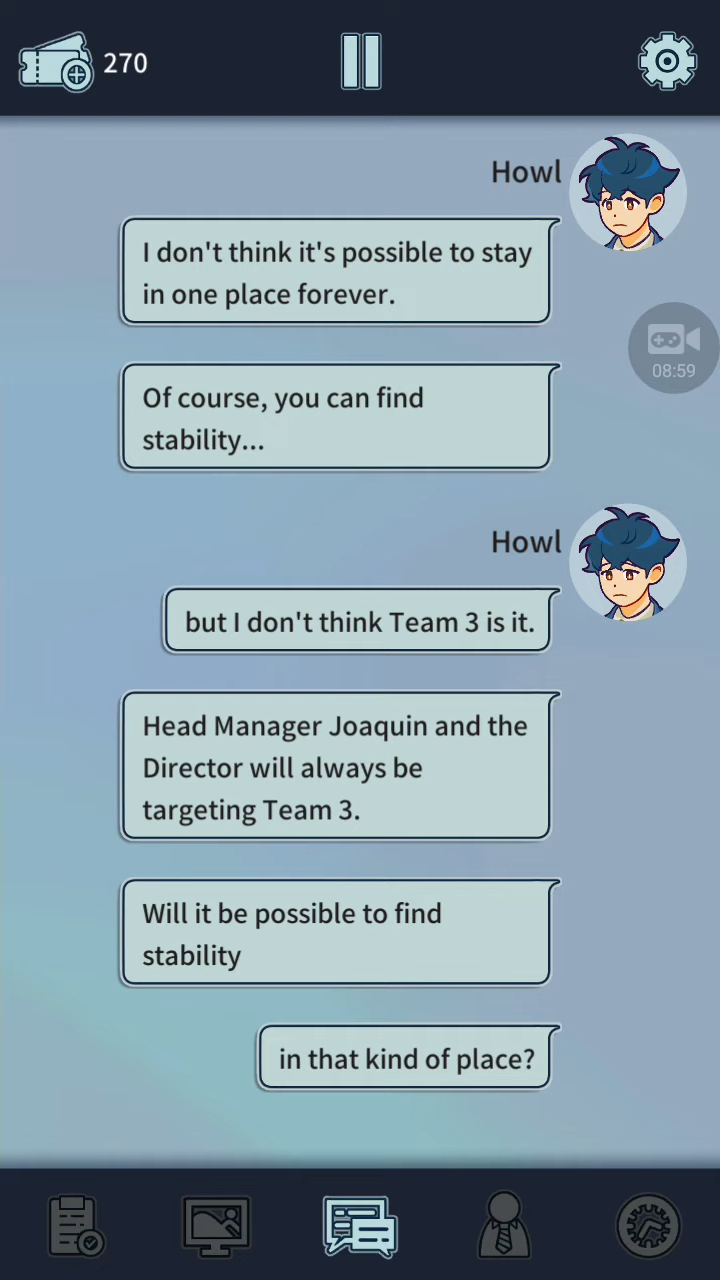 270
Howl
I don't think it's possible to stay
in one place forever.
08:59
Of course, you can find
stability...
Howl
but I don't think Team 3 is it.
Head Manager Joaquin and the
Director will always be
targeting Team 3.
Will it be possible to find
stability
in that kind of place?